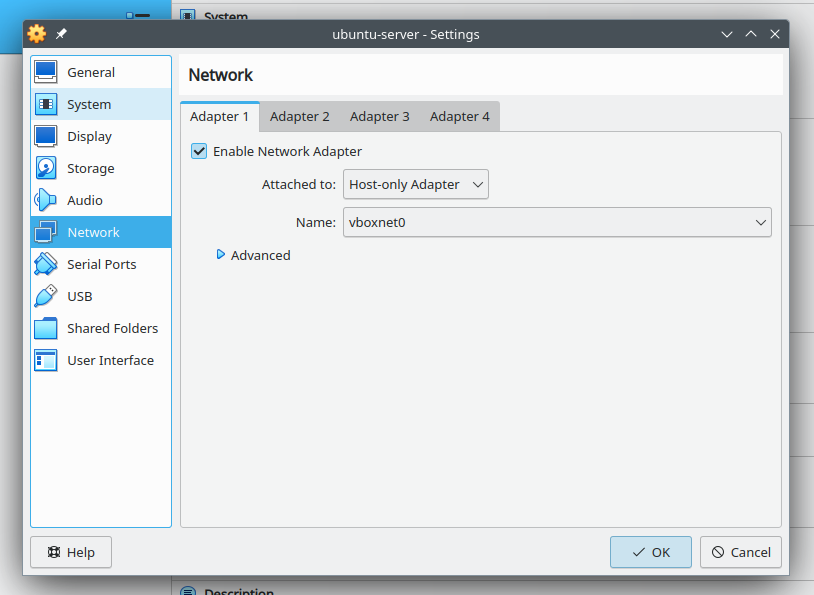 System
ubuntu-server - Settings
General
System
Display
Storage
Audio
Network
Serial Ports
USB
Shared Folders
User Interface
Network
Adapter 1 Adapter 2 Adapter 3 Adapter 4
Enable Network Adapter
Attached to: Host-only Adapter
Name: vboxnet0
Advanced
Help OK Cancel
Description